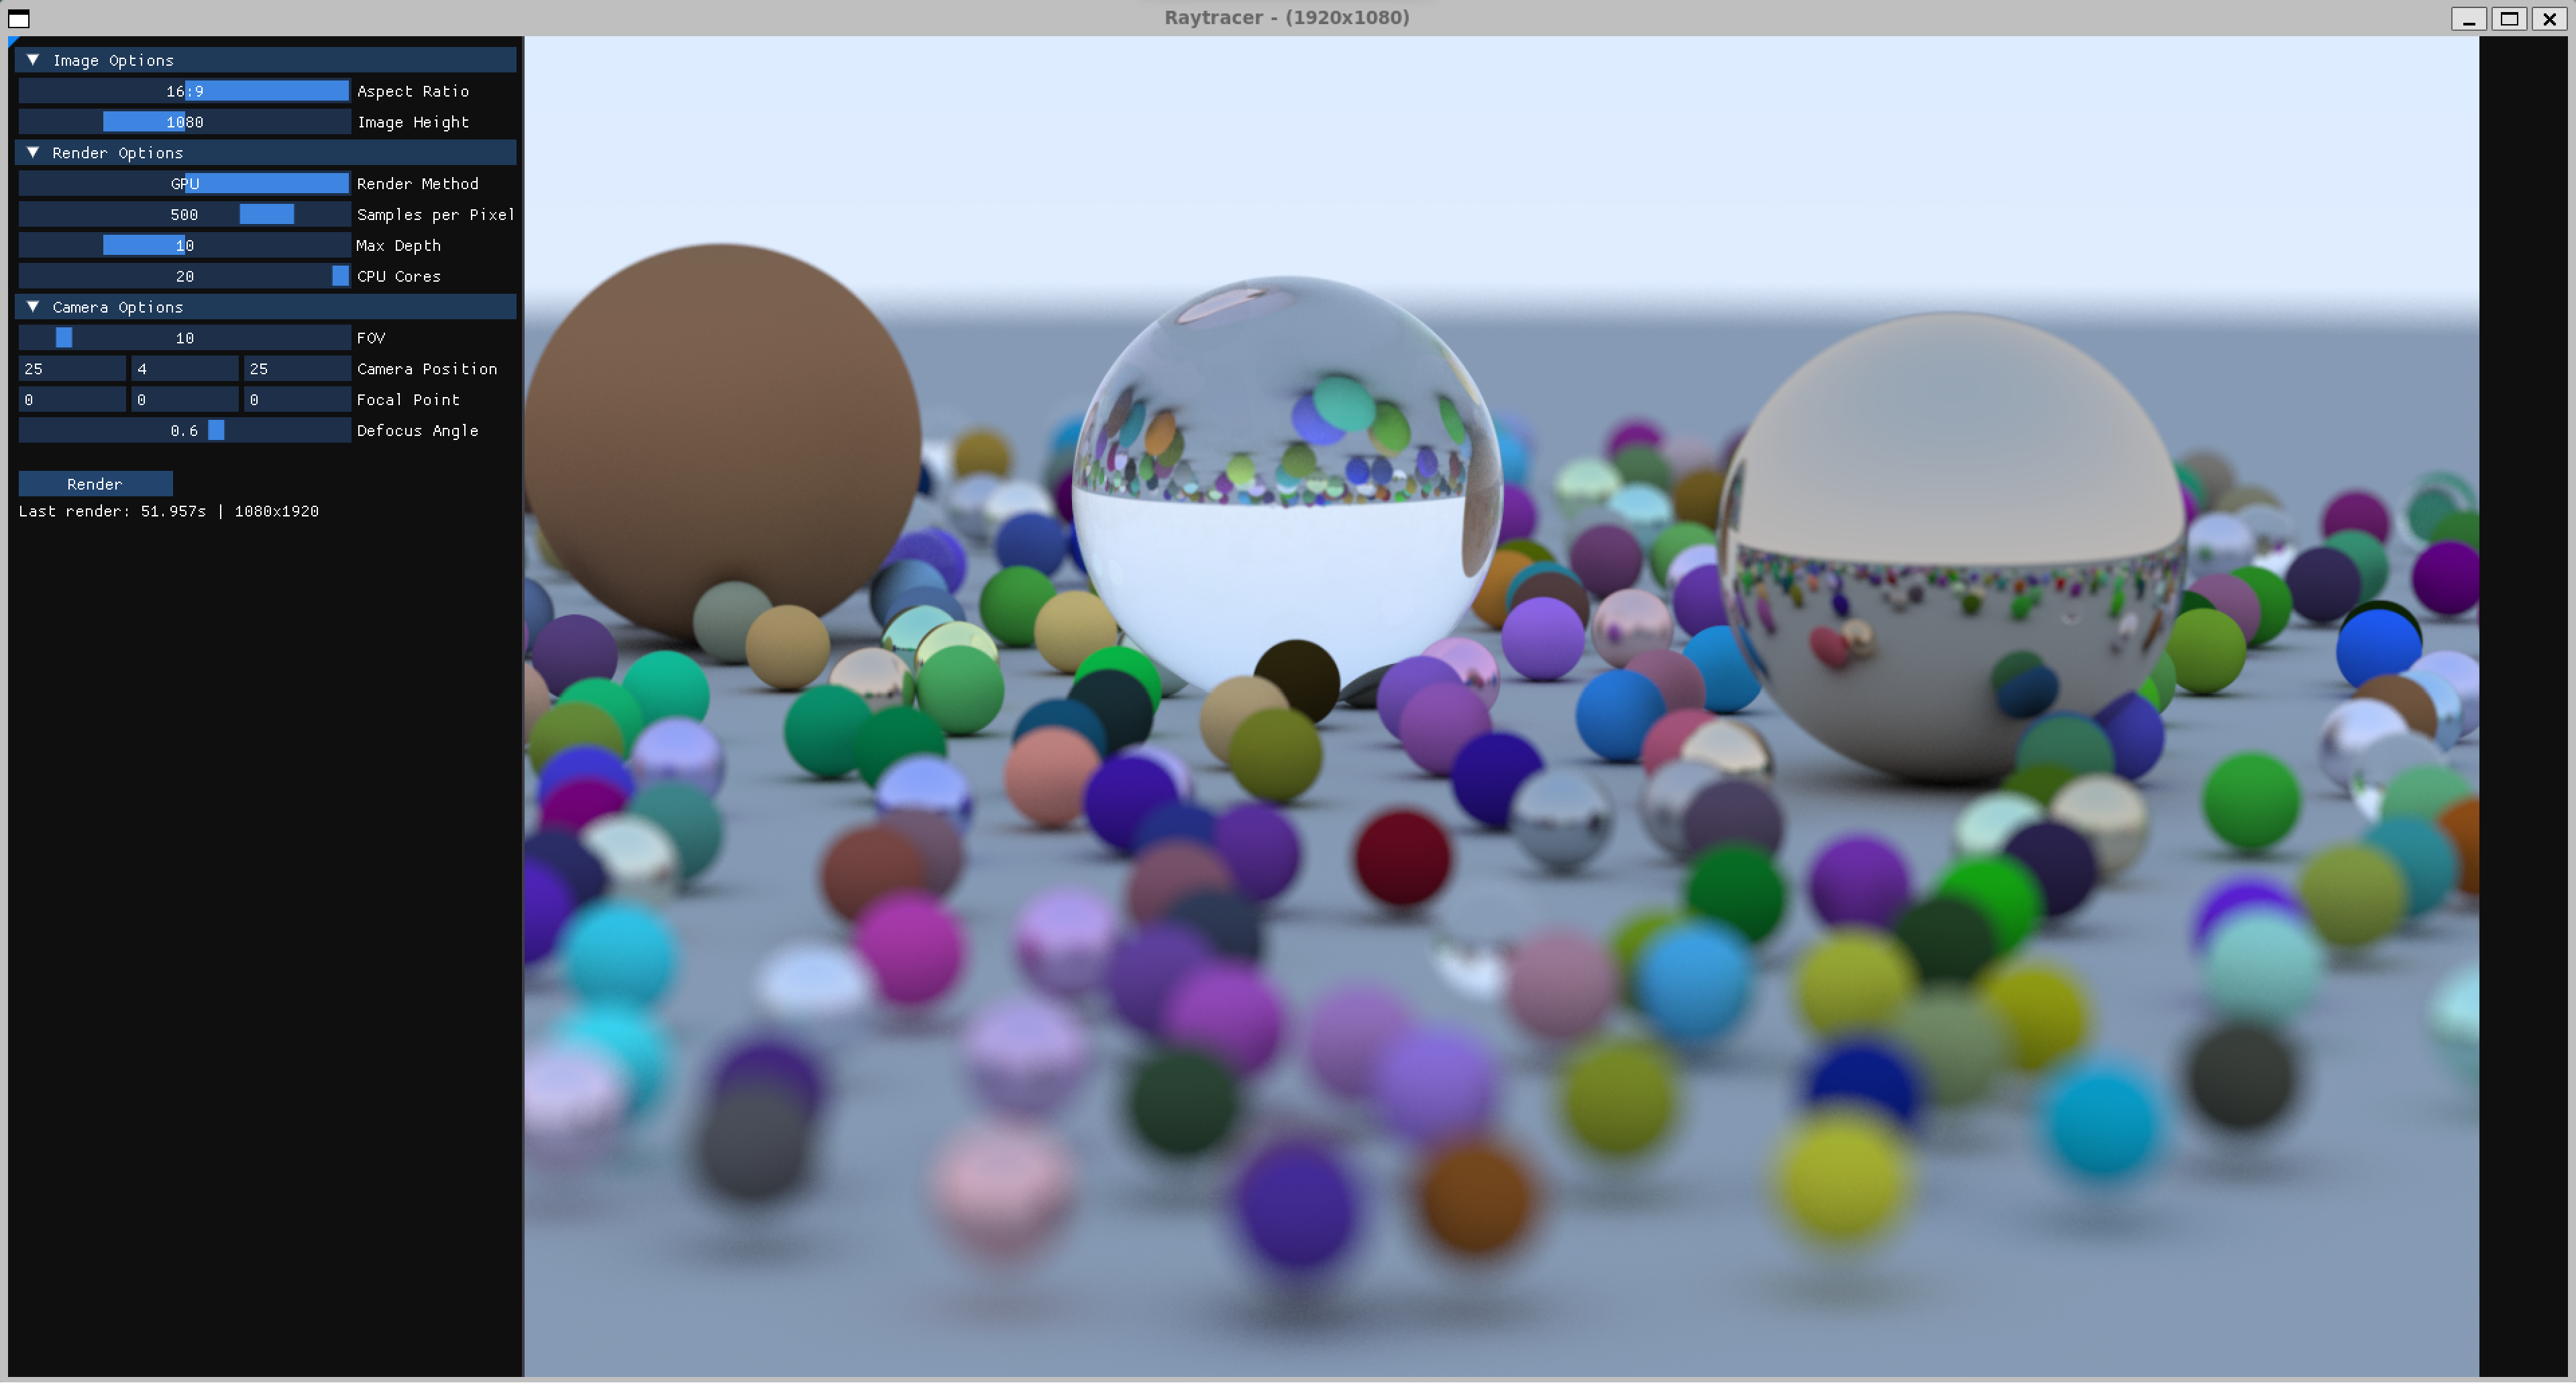 Raytracer - (1920x1080)
Image Options
16:9 Aspect Ratio
1080 Image Height
Render Options
GPU Render Method
500 Samples per Pixel
10 Max Depth
20 CPU Cores
Camera Options
10 FOV
25 4 25 Camera Position
0 0 0 Focal Point
0.6 Defocus Angle
Render
Last render: 51.957s | 1080x1920